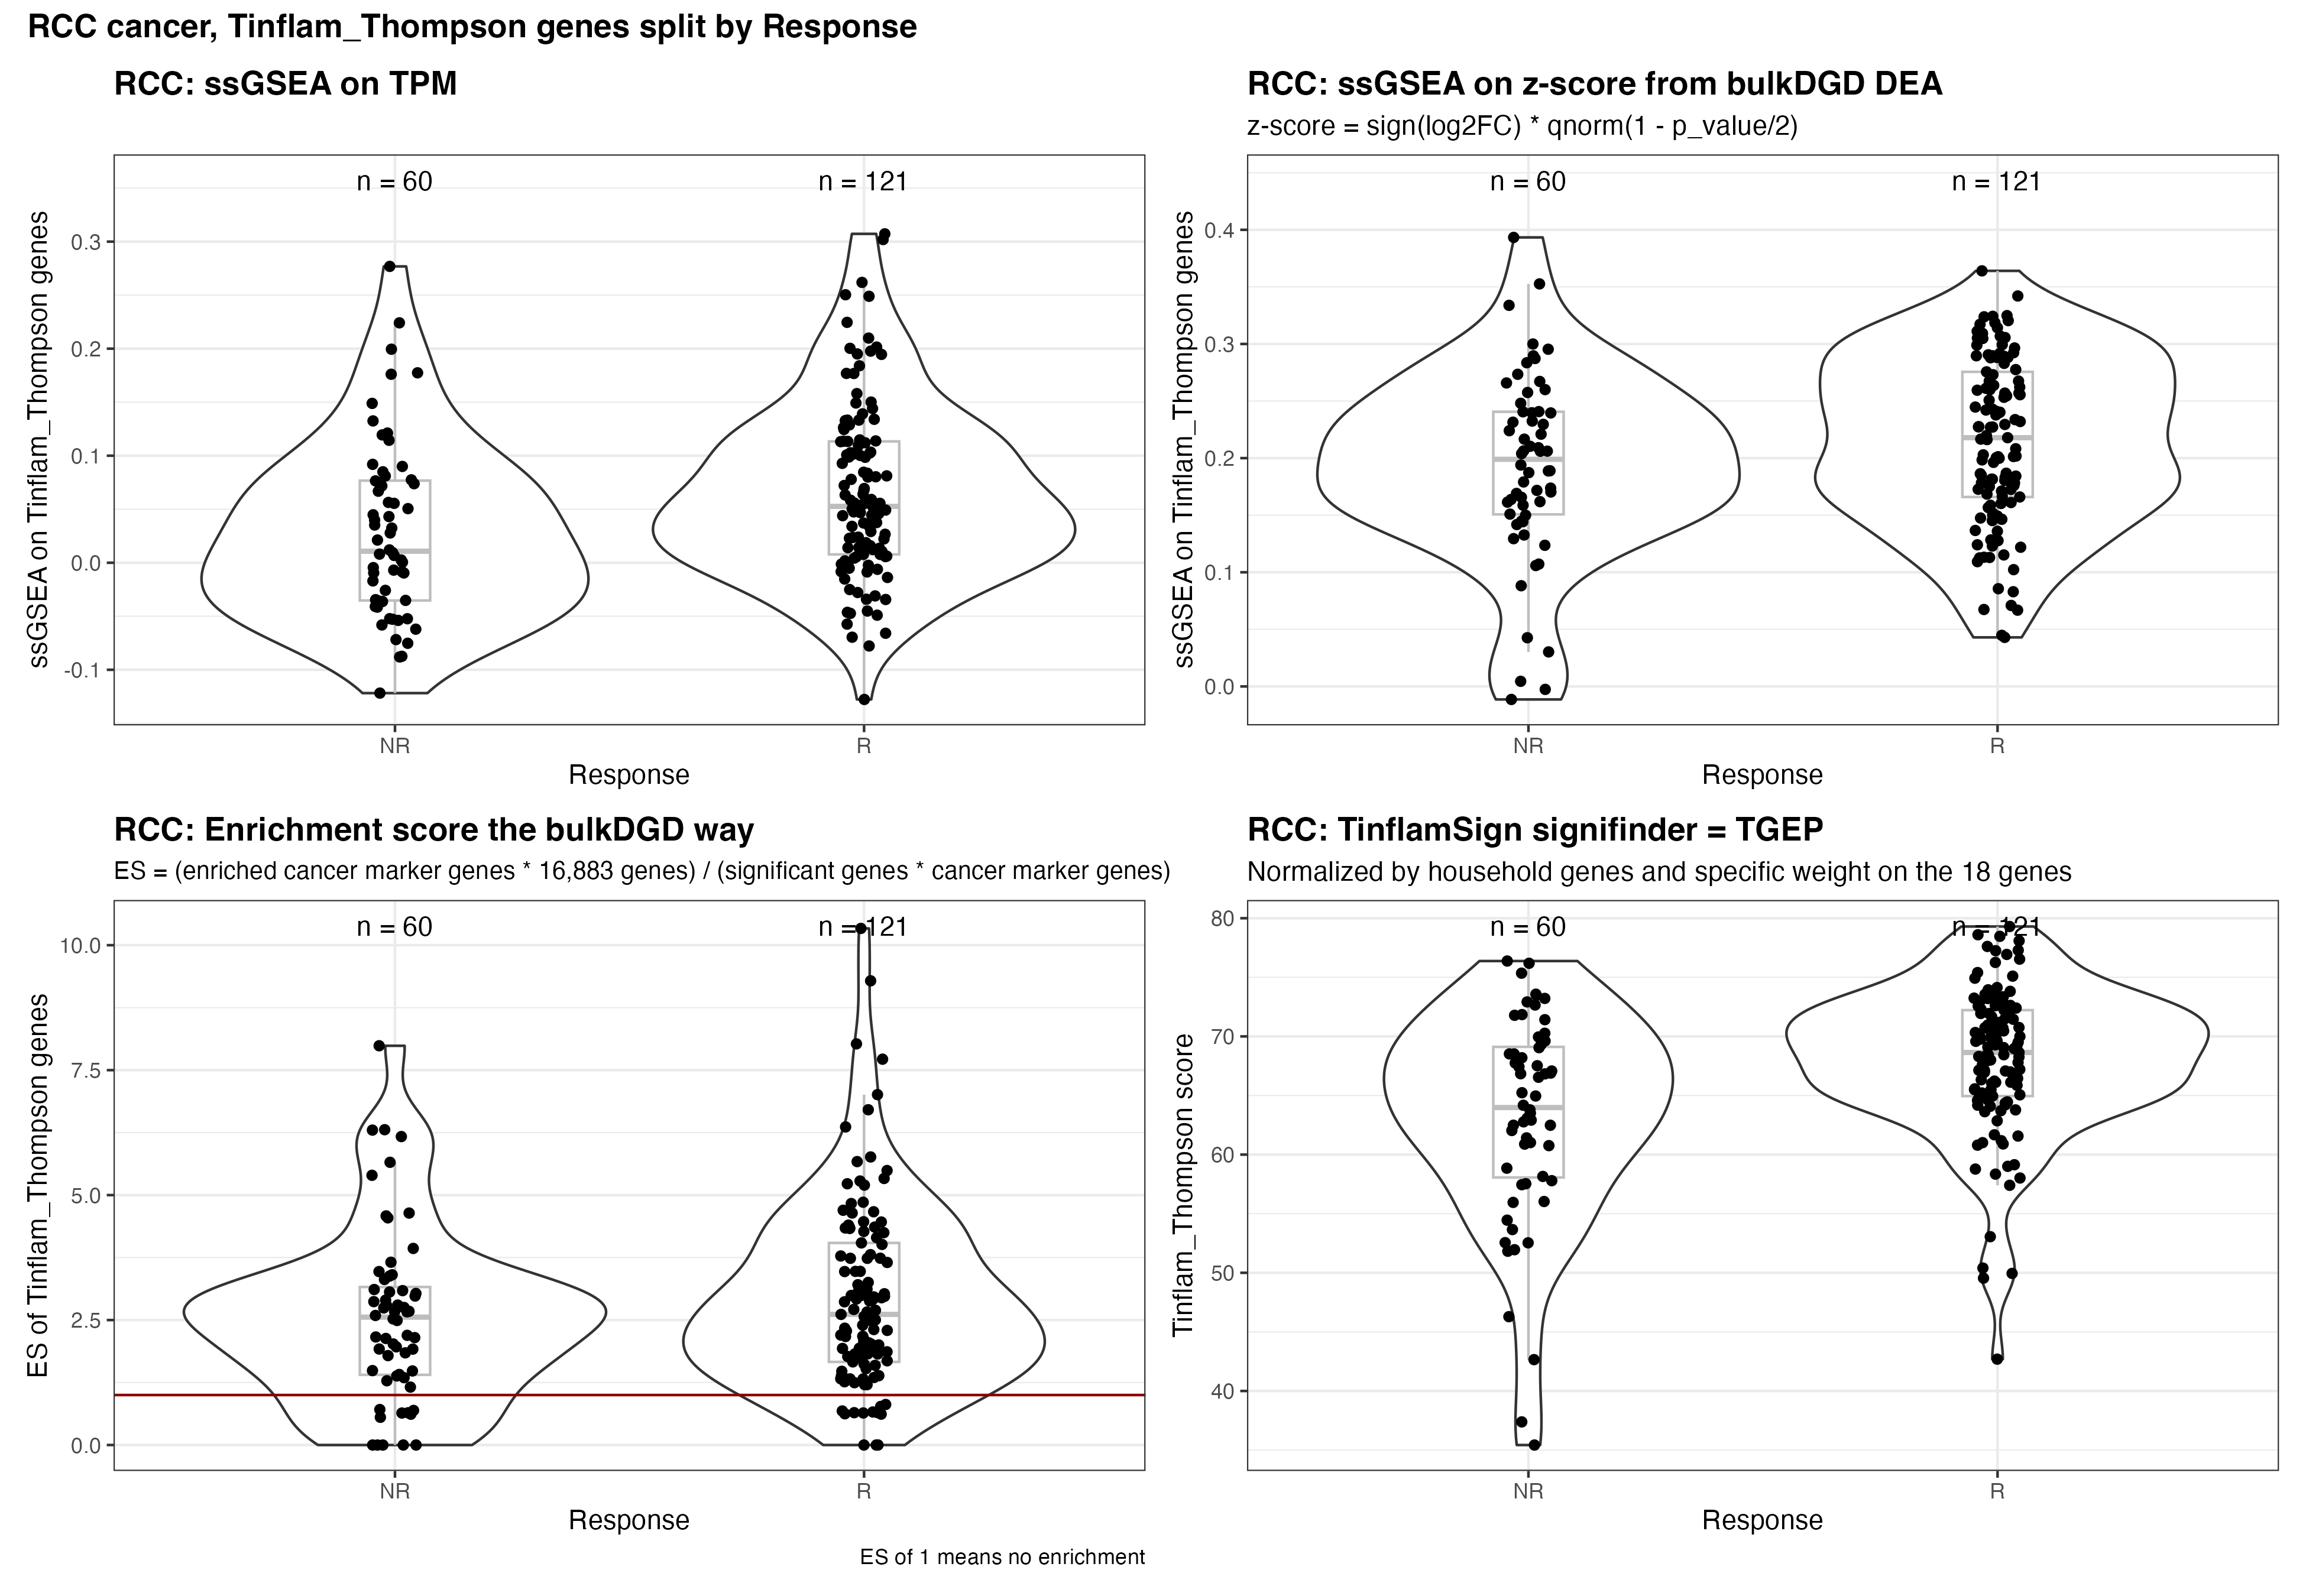 RCC cancer, Tinflam_Thompson genes split by Response
RCC: ssGSEA on TPM
n = 60
n = 121
ssGSEA on Tinflam_Thompson genes
0.3
0.2
0.1
0.0
-0.1
NR
R
Response
RCC: ssGSEA on z-score from bulkDGD DEA
z-score = sign(log2FC) * qnorm(1 - p_value/2)
n = 60
n = 121
ssGSEA on Tinflam_Thompson genes
0.4
0.3
0.2
0.1
0.0
NR
R
Response
RCC: Enrichment score the bulkDGD way
ES = (enriched cancer marker genes * 16,883 genes) / (significant genes * cancer marker genes)
n = 60
n = 121
ES of Tinflam_Thompson genes
10.0
7.5
5.0
2.5
0.0
NR
R
Response
ES of 1 means no enrichment
RCC: TinflamSign signifinder = TGEP
Normalized by household genes and specific weight on the 18 genes
n = 60
n = 121
Tinflam_Thompson score
80
70
60
50
40
NR
R
Response